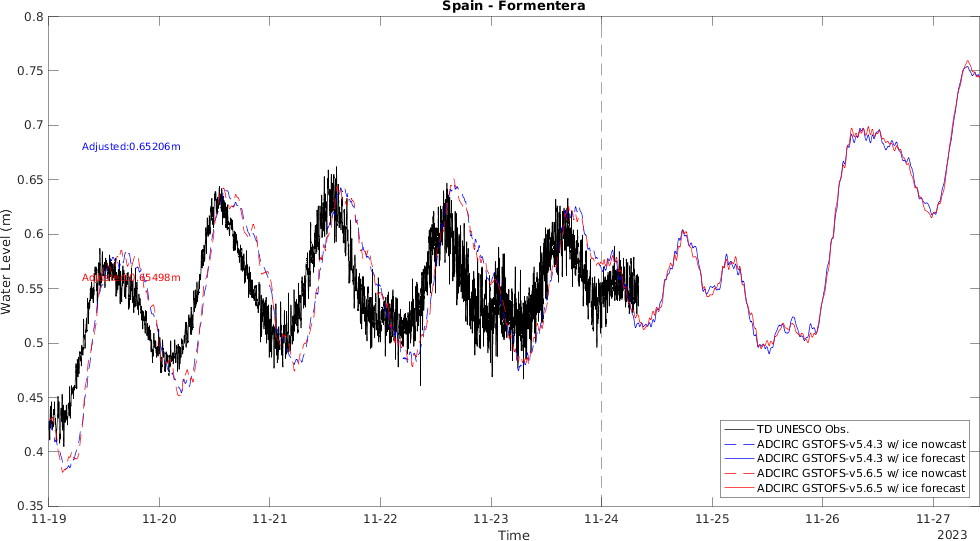 Spain - Formentera
Water Level (m)
0.8
0.75
0.7
0.65
0.6
0.55
0.5
0.45
0.4
0.35
Adjusted:0.65206m
Adjusted:0.65498m
TD UNESCO Obs.
ADCIRC GSTOFS-v5.4.3 w/ ice nowcast
ADCIRC GSTOFS-v5.4.3 w/ ice forecast
ADCIRC GSTOFS-v5.6.5 w/ ice nowcast
ADCIRC GSTOFS-v5.6.5 w/ ice forecast
11-19 11-20 11-21 11-22 11-23 11-24 11-25 11-26 11-27
Time
2023